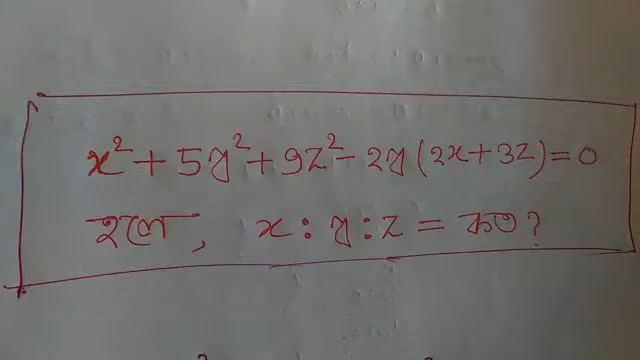 x² + 5y² + 9z² - 2y (2x + 3z) = 0
হলে, x : y : z = কত ?